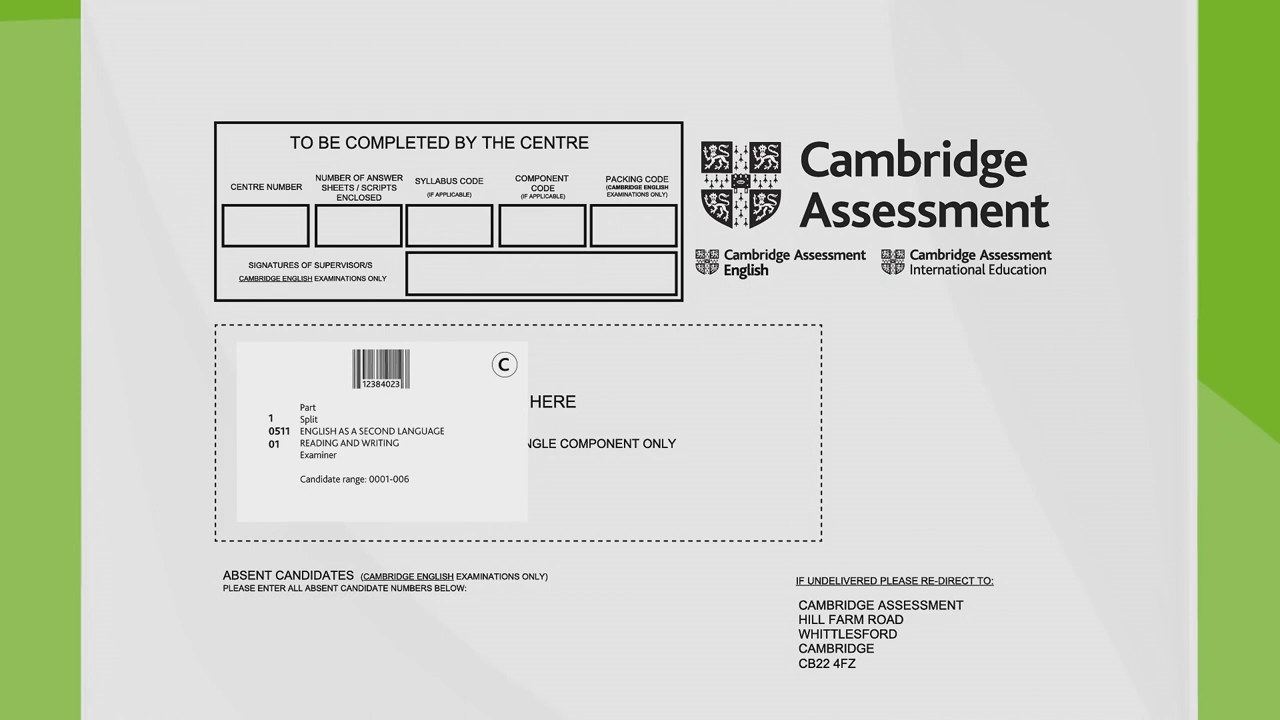 TO BE COMPLETED BY THE CENTRE
CENTRE NUMBER
NUMBER OF ANSWER
SHEETS / SCRIPTS
ENCLOSED
SYLLABUS CODE
(IF APPLICABLE)
COMPONENT
CODE
(IF APPLICABLE)
PACKING CODE
(CAMBRIDGE ENGLISH
EXAMINATIONS ONLY)
SIGNATURES OF SUPERVISOR/S
CAMBRIDGE ENGLISH EXAMINATIONS ONLY
Cambridge
Assessment
Cambridge Assessment
English
Cambridge Assessment
International Education
12384023
C
Part
1 Split
0511 ENGLISH AS A SECOND LANGUAGE
01 READING AND WRITING
Examiner
Candidate range: 0001-006
HERE
NGLE COMPONENT ONLY
ABSENT CANDIDATES (CAMBRIDGE ENGLISH EXAMINATIONS ONLY)
PLEASE ENTER ALL ABSENT CANDIDATE NUMBERS BELOW:
IF UNDELIVERED PLEASE RE-DIRECT TO:
CAMBRIDGE ASSESSMENT
HILL FARM ROAD
WHITTLESFORD
CAMBRIDGE
CB22 4FZ